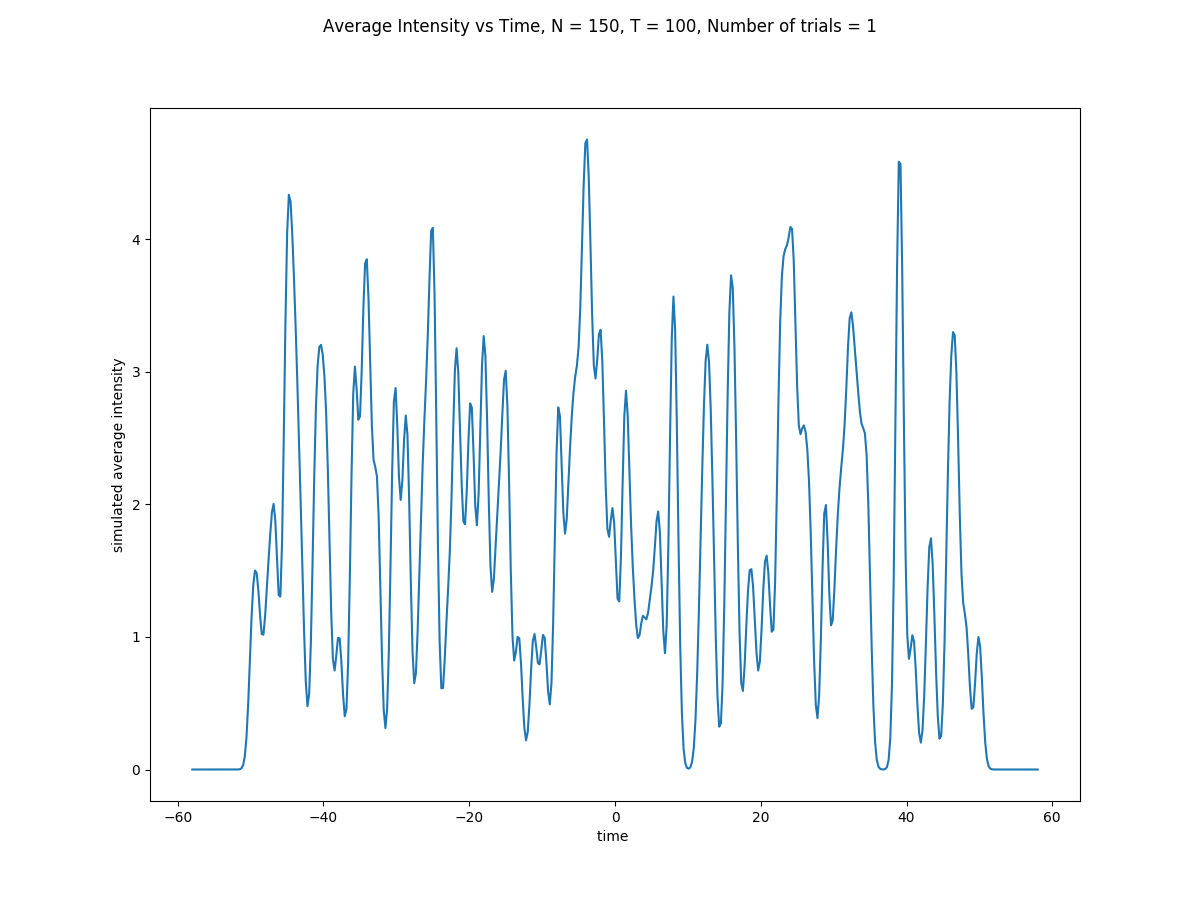 Average Intensity vs Time, N = 150, T = 100, Number of trials = 1
simulated average intensity
4
3
2
1
0
−60 −40 −20 0 20 40 60
time